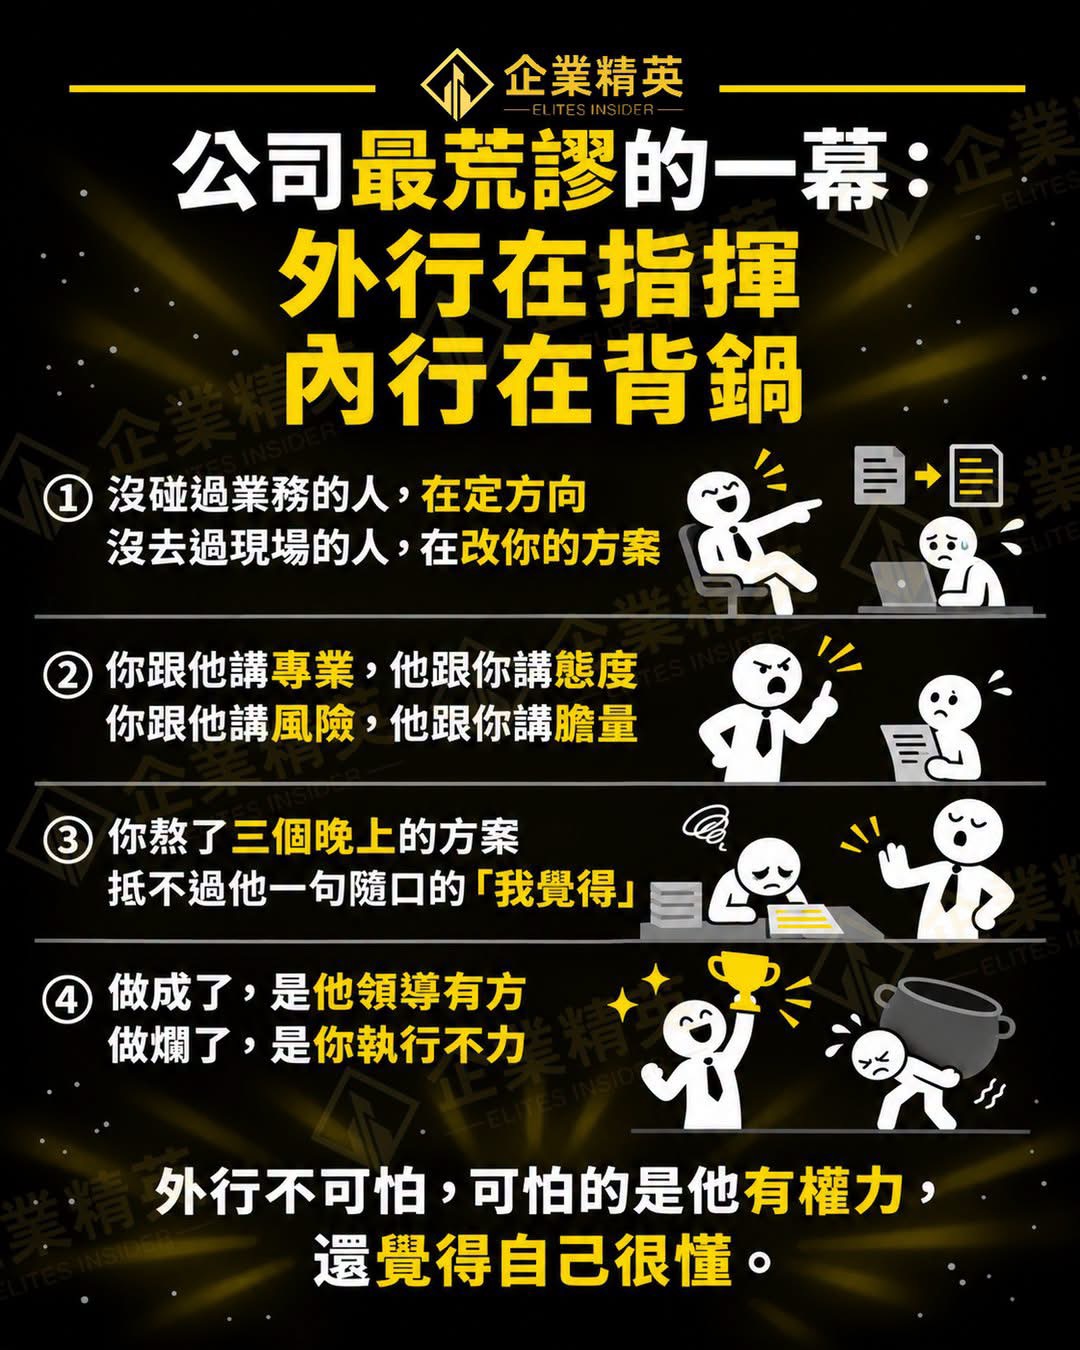 企業精英
ELITES INSIDER
公司最荒謬的一幕：
外行在指揮
內行在背鍋
① 沒碰過業務的人，在定方向
沒去過現場的人，在改你的方案
② 你跟他講專業，他跟你講態度
你跟他講風險，他跟你講膽量
③ 你熬了三個晚上的方案
抵不過他一句隨口的「我覺得」
④ 做成了，是他領導有方
做爛了，是你執行不力
外行不可怕，可怕的是他有權力，
還覺得自己很懂。